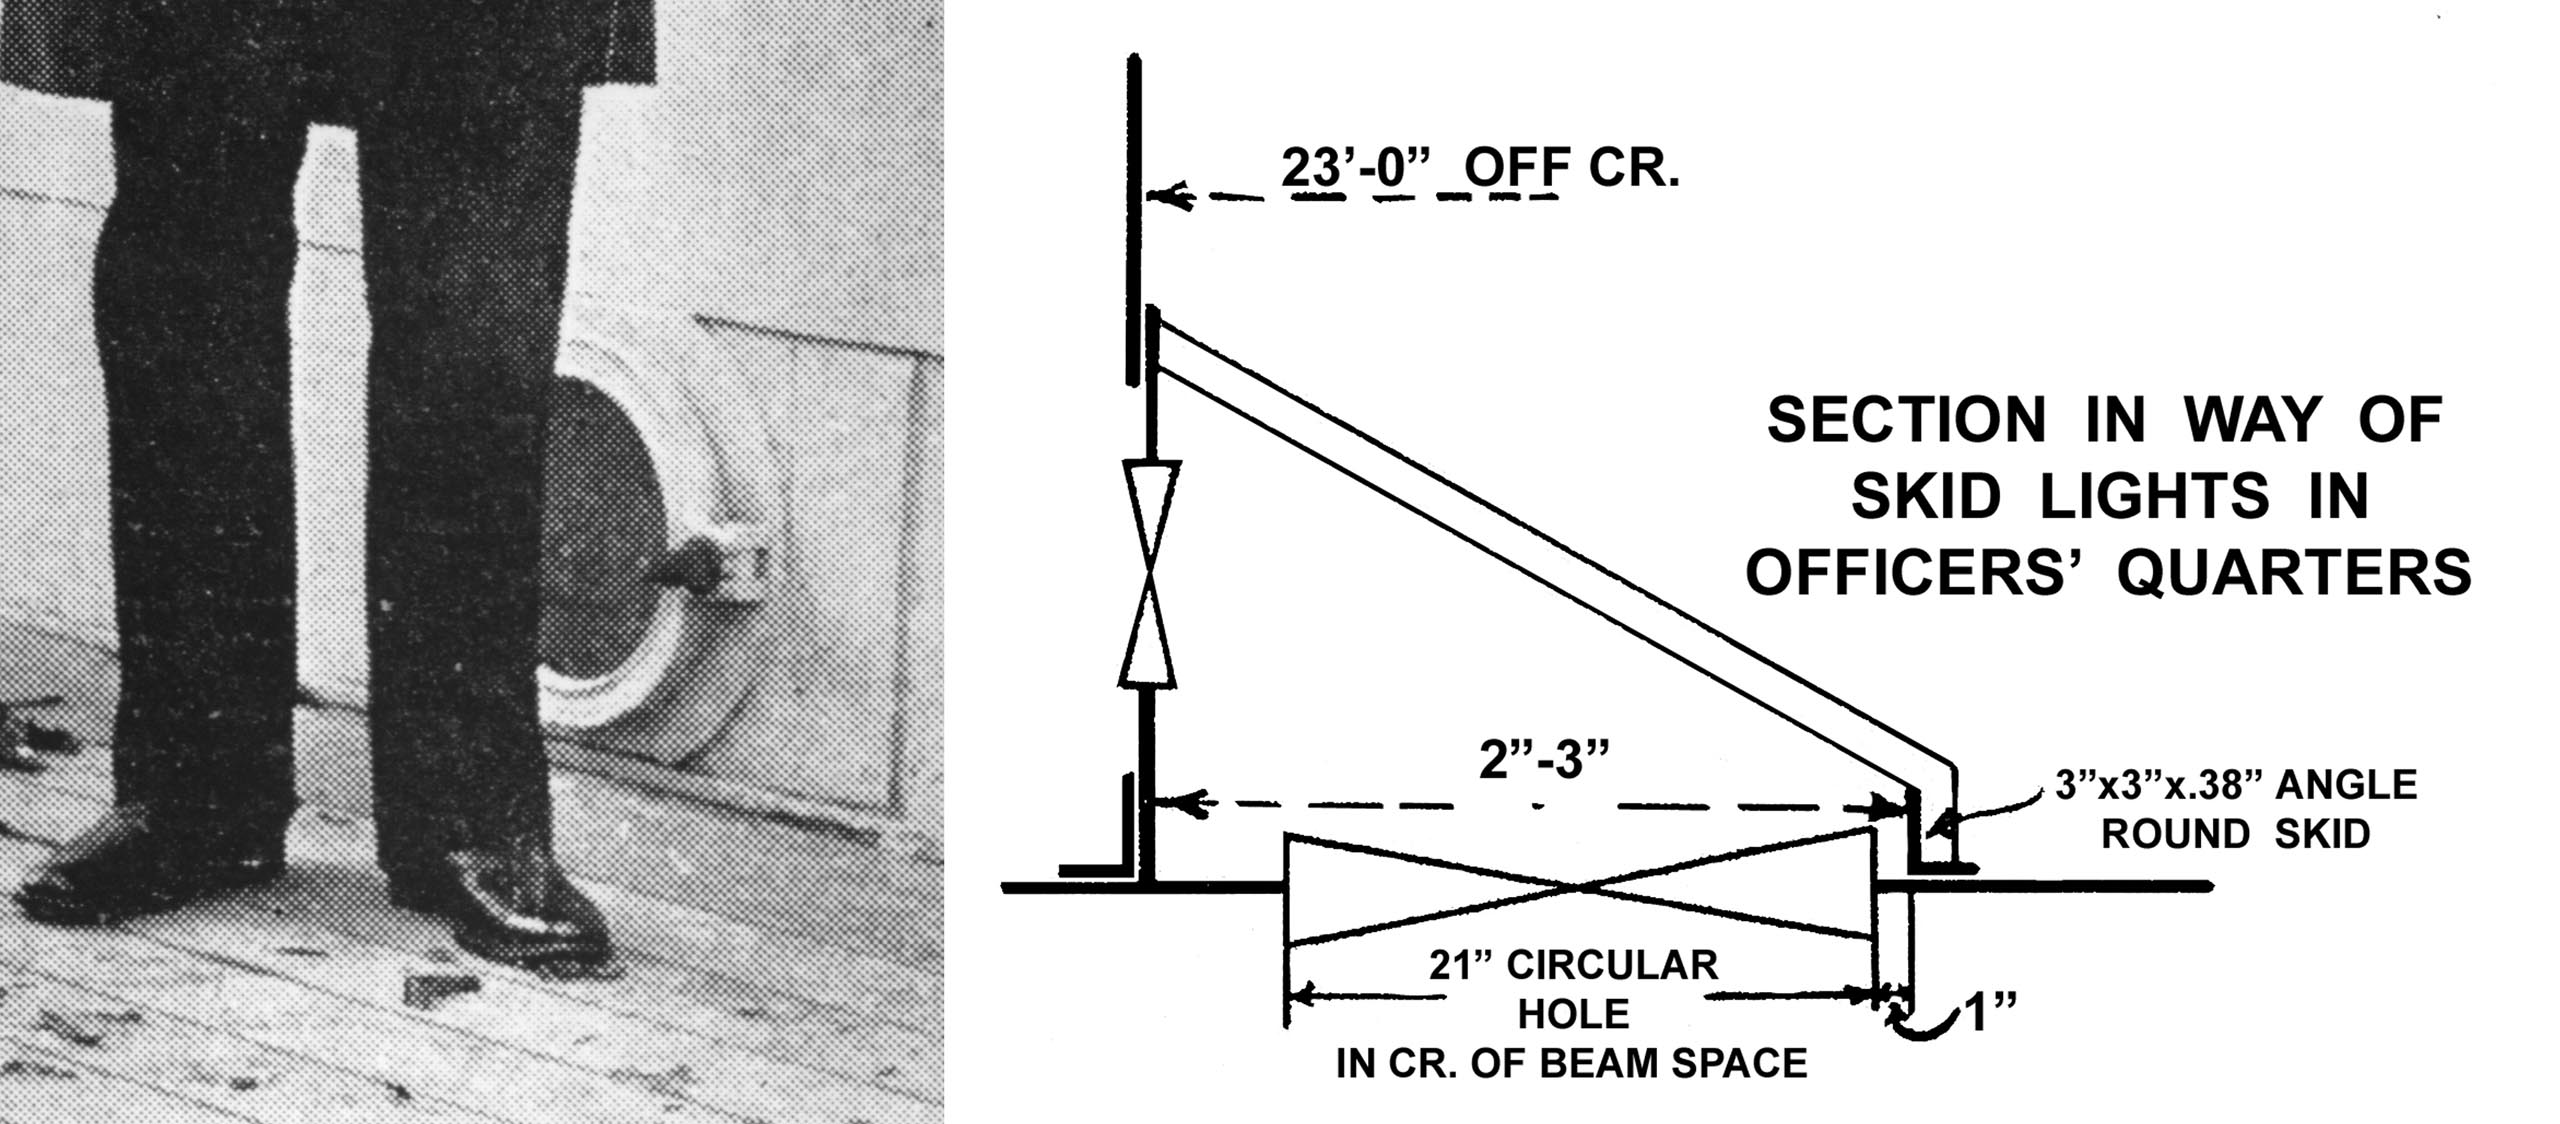 23’-0” OFF CR.
SECTION IN WAY OF
SKID LIGHTS IN
OFFICERS’ QUARTERS
2”-3”
3”x3”x.38” ANGLE
ROUND SKID
21” CIRCULAR
HOLE
IN CR. OF BEAM SPACE
1”